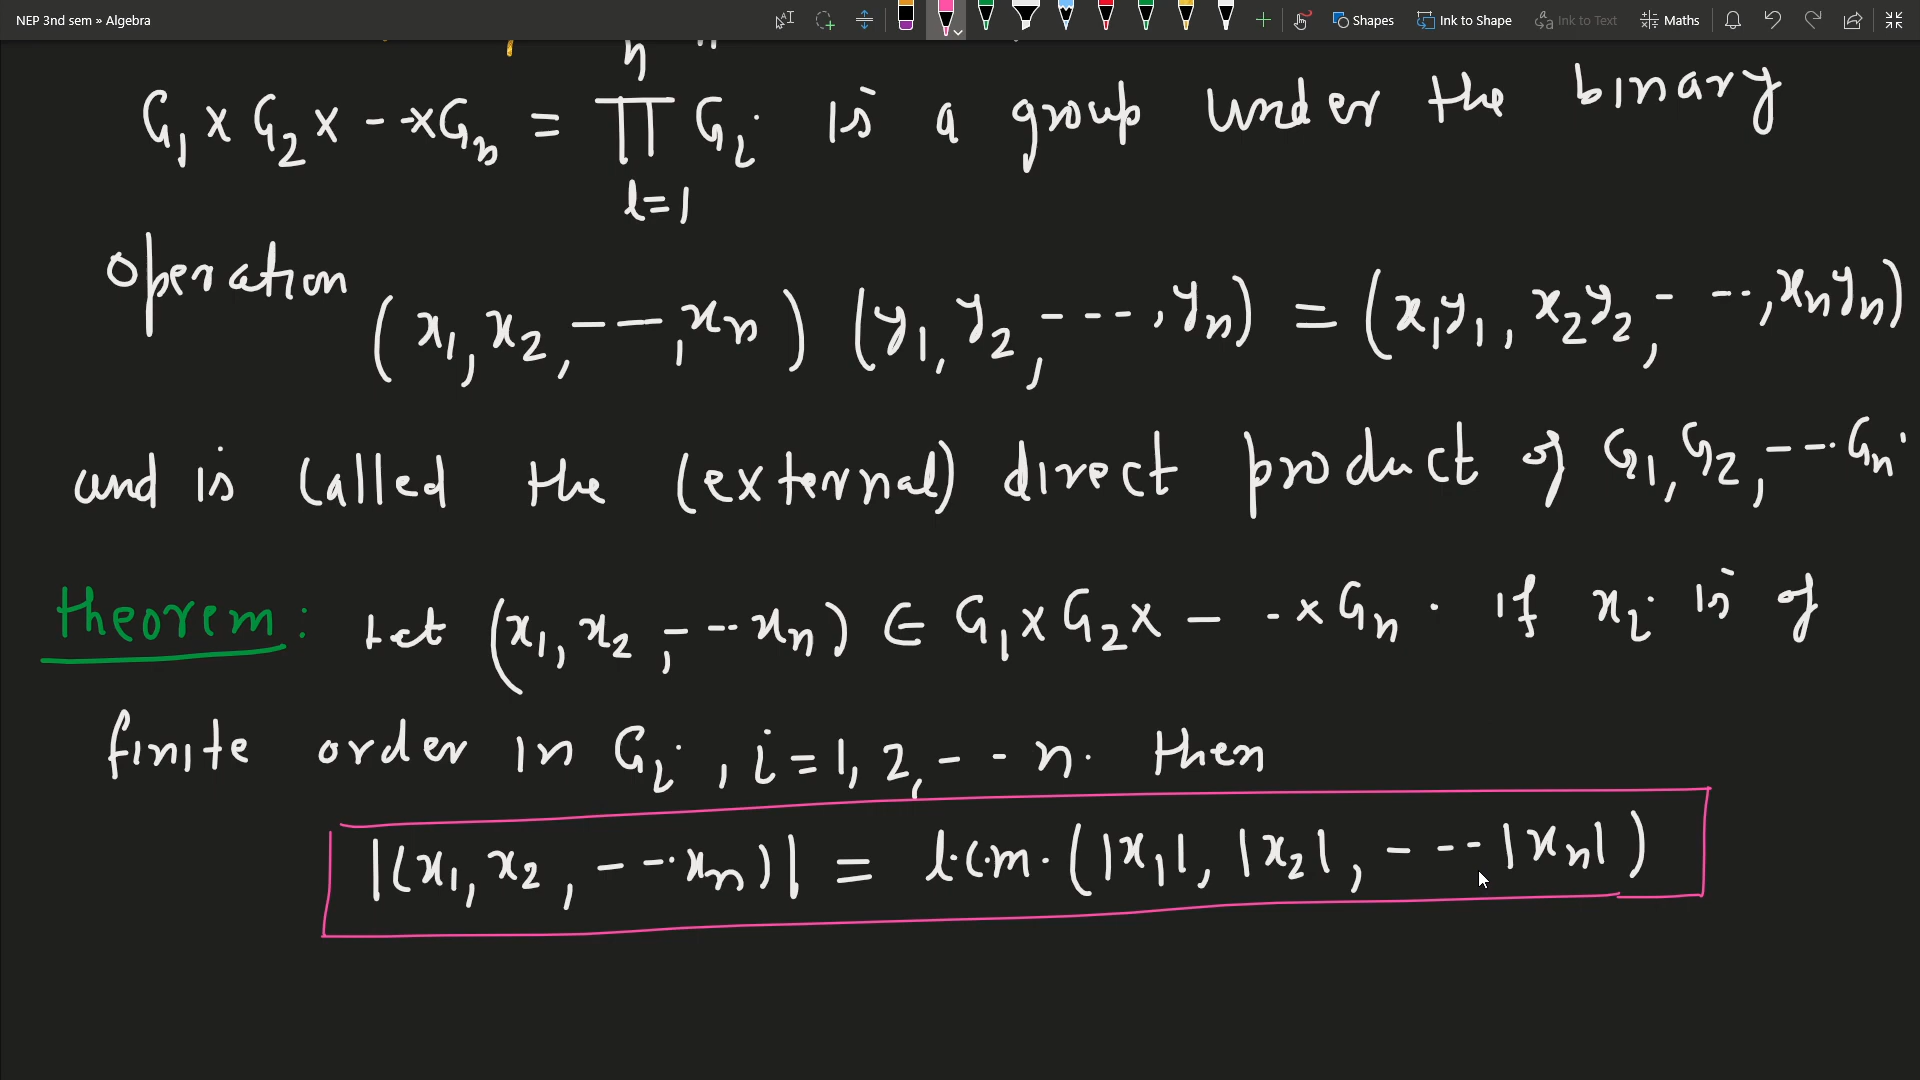 NEP 3nd sem » Algebra
Shapes Ink to Shape Ink to Text Maths
n
G₁ x G₂ x - - x Gₙ = ∏ Gᵢ is a group under the binary
i=1
operation
(x₁, x₂, - - -, xₙ) (y₁, y₂, - - - -, yₙ) = (x₁y₁, x₂y₂, - - - -, xₙyₙ)
and is called the (external) direct product of G₁, G₂, - - - Gₙ.
theorem: Let (x₁, x₂, - - - xₙ) ∈ G₁ x G₂ x - - - x Gₙ . if xᵢ is of
finite order in Gᵢ , i = 1, 2, - - n. then
|(x₁, x₂, - - - xₙ)| = l.c.m. (|x₁|, |x₂|, - - - - |xₙ|)